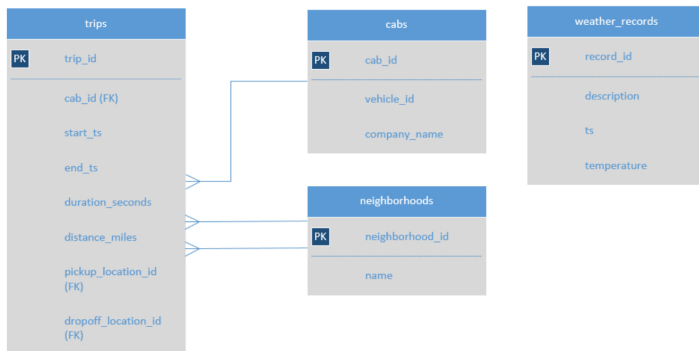 trips
PK
trip_id
cab_id (FK)
start_ts
end_ts
duration_seconds
distance_miles
pickup_location_id
(FK)
dropoff_location_id
(FK)
cabs
PK
cab_id
vehicle_id
company_name
neighborhoods
PK
neighborhood_id
name
weather_records
PK
record_id
description
ts
temperature